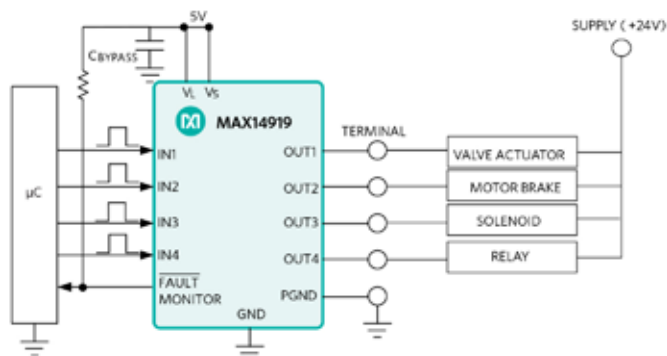 5V
SUPPLY ( +24V)
CBYPASS
VL VS
MAX14919
TERMINAL
µC
IN1
IN2
IN3
IN4
FAULT
MONITOR
GND
OUT1
OUT2
OUT3
OUT4
PGND
VALVE ACTUATOR
MOTOR BRAKE
SOLENOID
RELAY